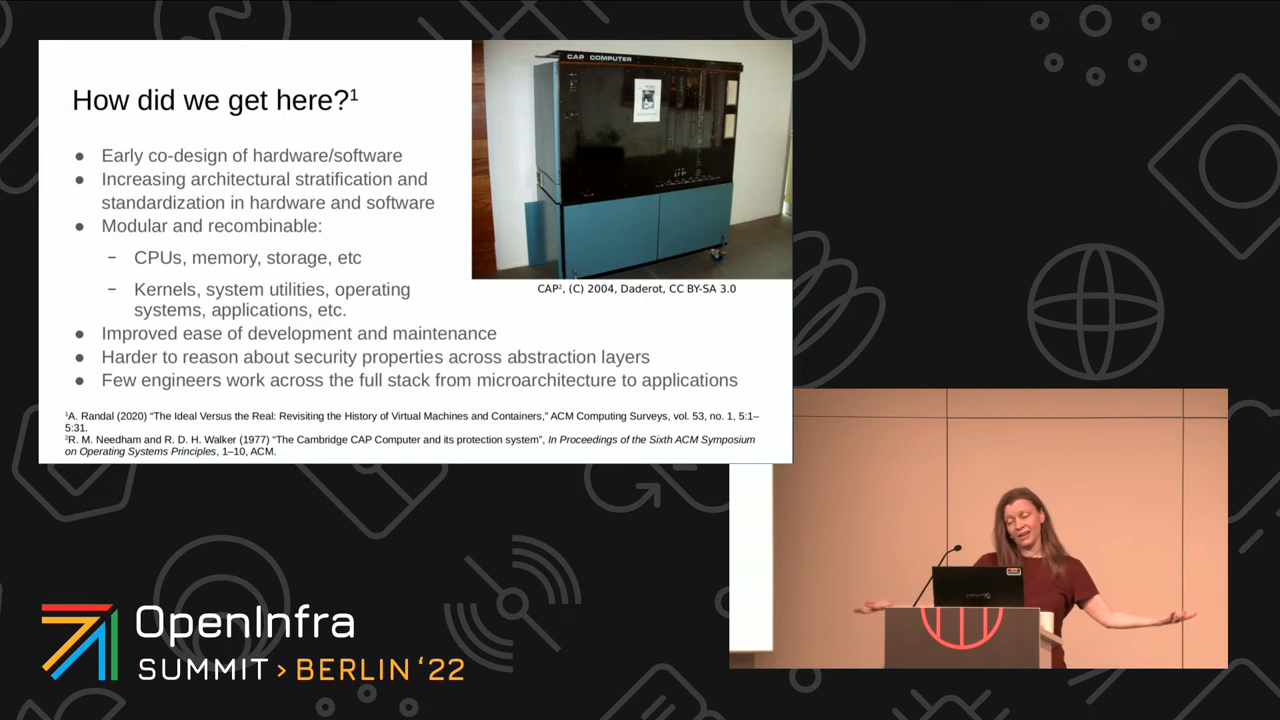 How did we get here?¹
CAP COMPUTER
● Early co-design of hardware/software
● Increasing architectural stratification and
standardization in hardware and software
● Modular and recombinable:
– CPUs, memory, storage, etc
– Kernels, system utilities, operating
systems, applications, etc.
CAP², (C) 2004, Daderot, CC BY-SA 3.0
● Improved ease of development and maintenance
● Harder to reason about security properties across abstraction layers
● Few engineers work across the full stack from microarchitecture to applications
¹A. Randal (2020) “The Ideal Versus the Real: Revisiting the History of Virtual Machines and Containers,” ACM Computing Surveys, vol. 53, no. 1, 5:1–
5:31.
²R. M. Needham and R. D. H. Walker (1977) “The Cambridge CAP Computer and its protection system”, In Proceedings of the Sixth ACM Symposium
on Operating Systems Principles, 1–10, ACM.
OpenInfra
SUMMIT > BERLIN ‘22